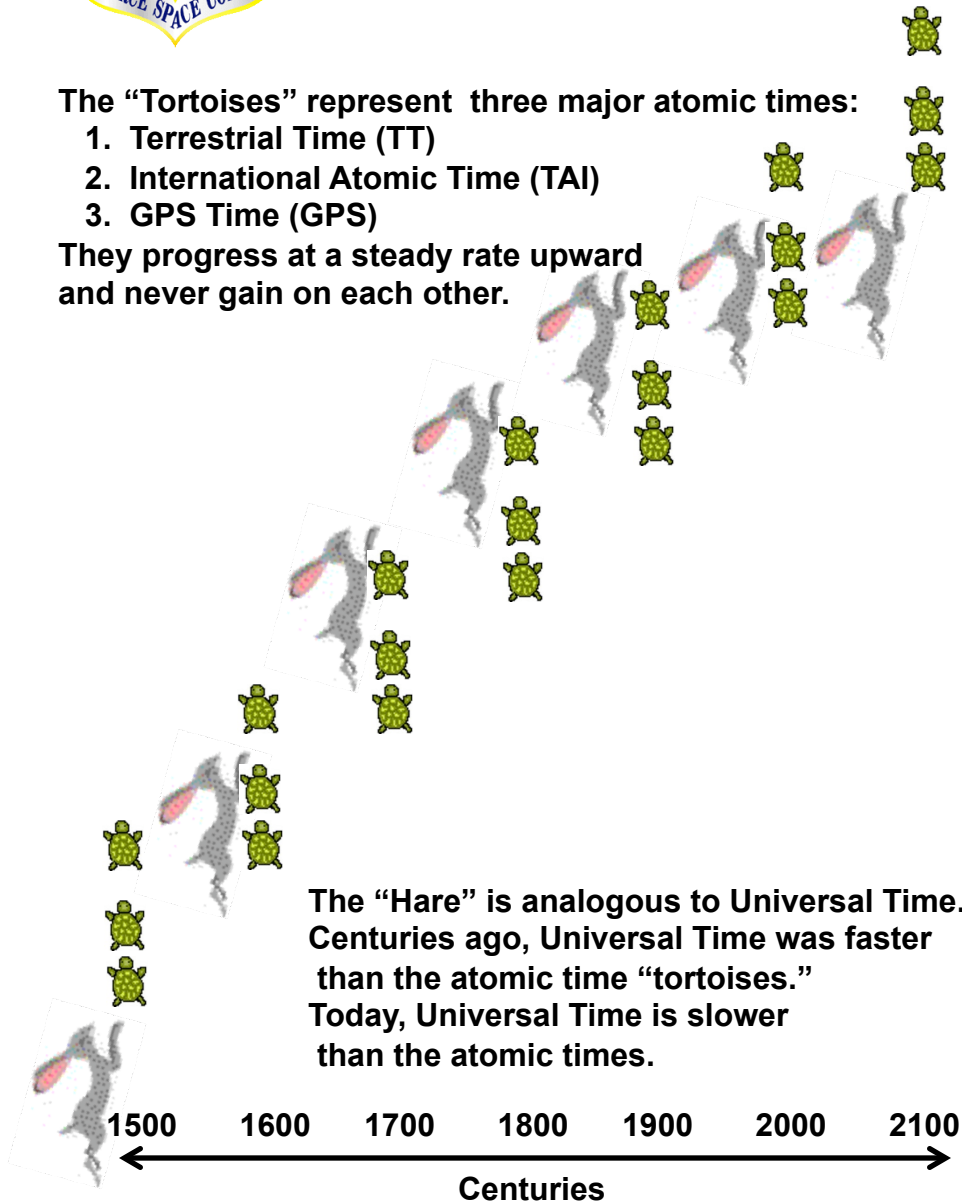 SPACE
The “Tortoises” represent three major atomic times:
1. Terrestrial Time (TT)
2. International Atomic Time (TAI)
3. GPS Time (GPS)
They progress at a steady rate upward
and never gain on each other.
The “Hare” is analogous to Universal Time.
Centuries ago, Universal Time was faster
than the atomic time “tortoises.”
Today, Universal Time is slower
than the atomic times.
1500 1600 1700 1800 1900 2000 2100
Centuries